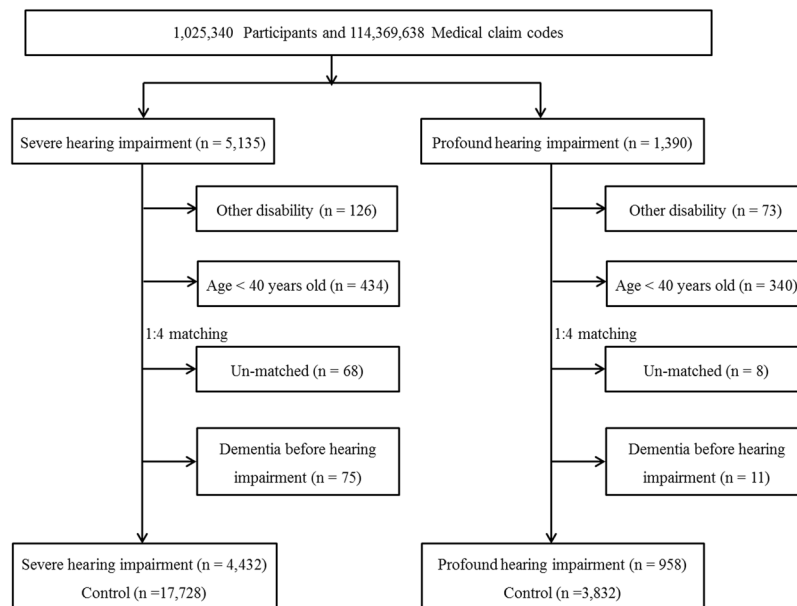 1,025,340 Participants and 114,369,638 Medical claim codes
Severe hearing impairment (n = 5,135)
Profound hearing impairment (n = 1,390)
Other disability (n = 126)
Other disability (n = 73)
Age < 40 years old (n = 434)
Age < 40 years old (n = 340)
1:4 matching
1:4 matching
Un-matched (n = 68)
Un-matched (n = 8)
Dementia before hearing
impairment (n = 75)
Dementia before hearing
impairment (n = 11)
Severe hearing impairment (n = 4,432)
Control (n =17,728)
Profound hearing impairment (n = 958)
Control (n =3,832)